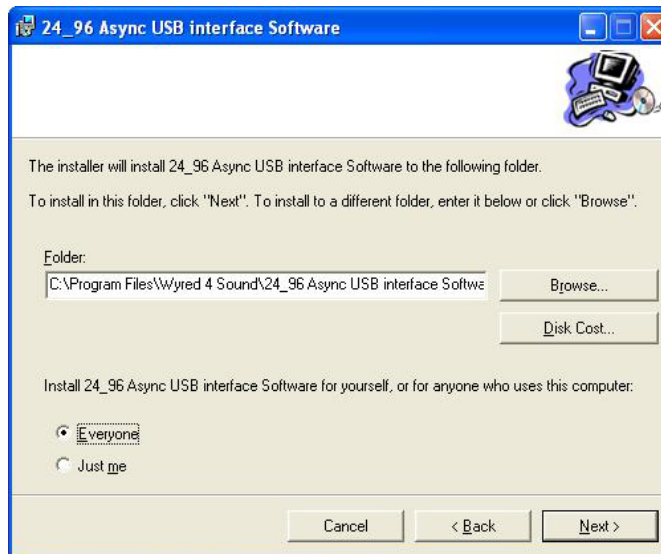 24_96 Async USB interface Software
The installer will install 24_96 Async USB interface Software to the following folder.
To install in this folder, click "Next". To install to a different folder, enter it below or click "Browse".
Folder:
C:\Program Files\Wyred 4 Sound\24_96 Async USB interface Softwa
Browse...
Disk Cost...
Install 24_96 Async USB interface Software for yourself, or for anyone who uses this computer:
Everyone
Just me
Cancel
< Back
Next >